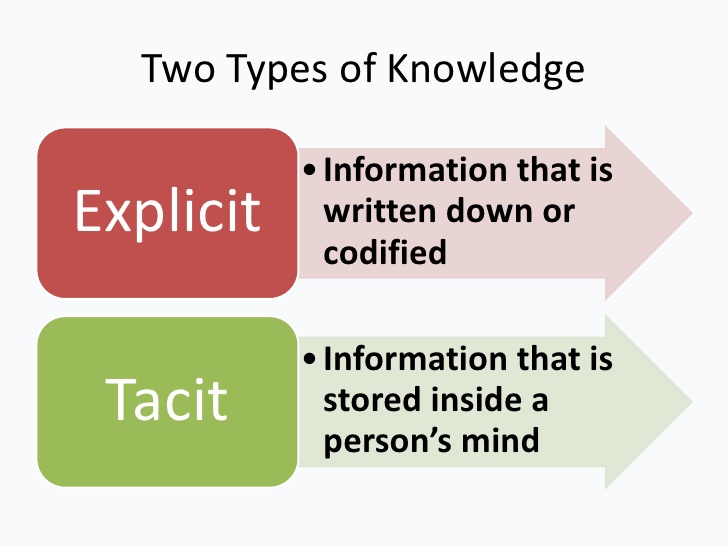 Two Types of Knowledge
Explicit
•Information that is
written down or
codified
Tacit
•Information that is
stored inside a
person’s mind